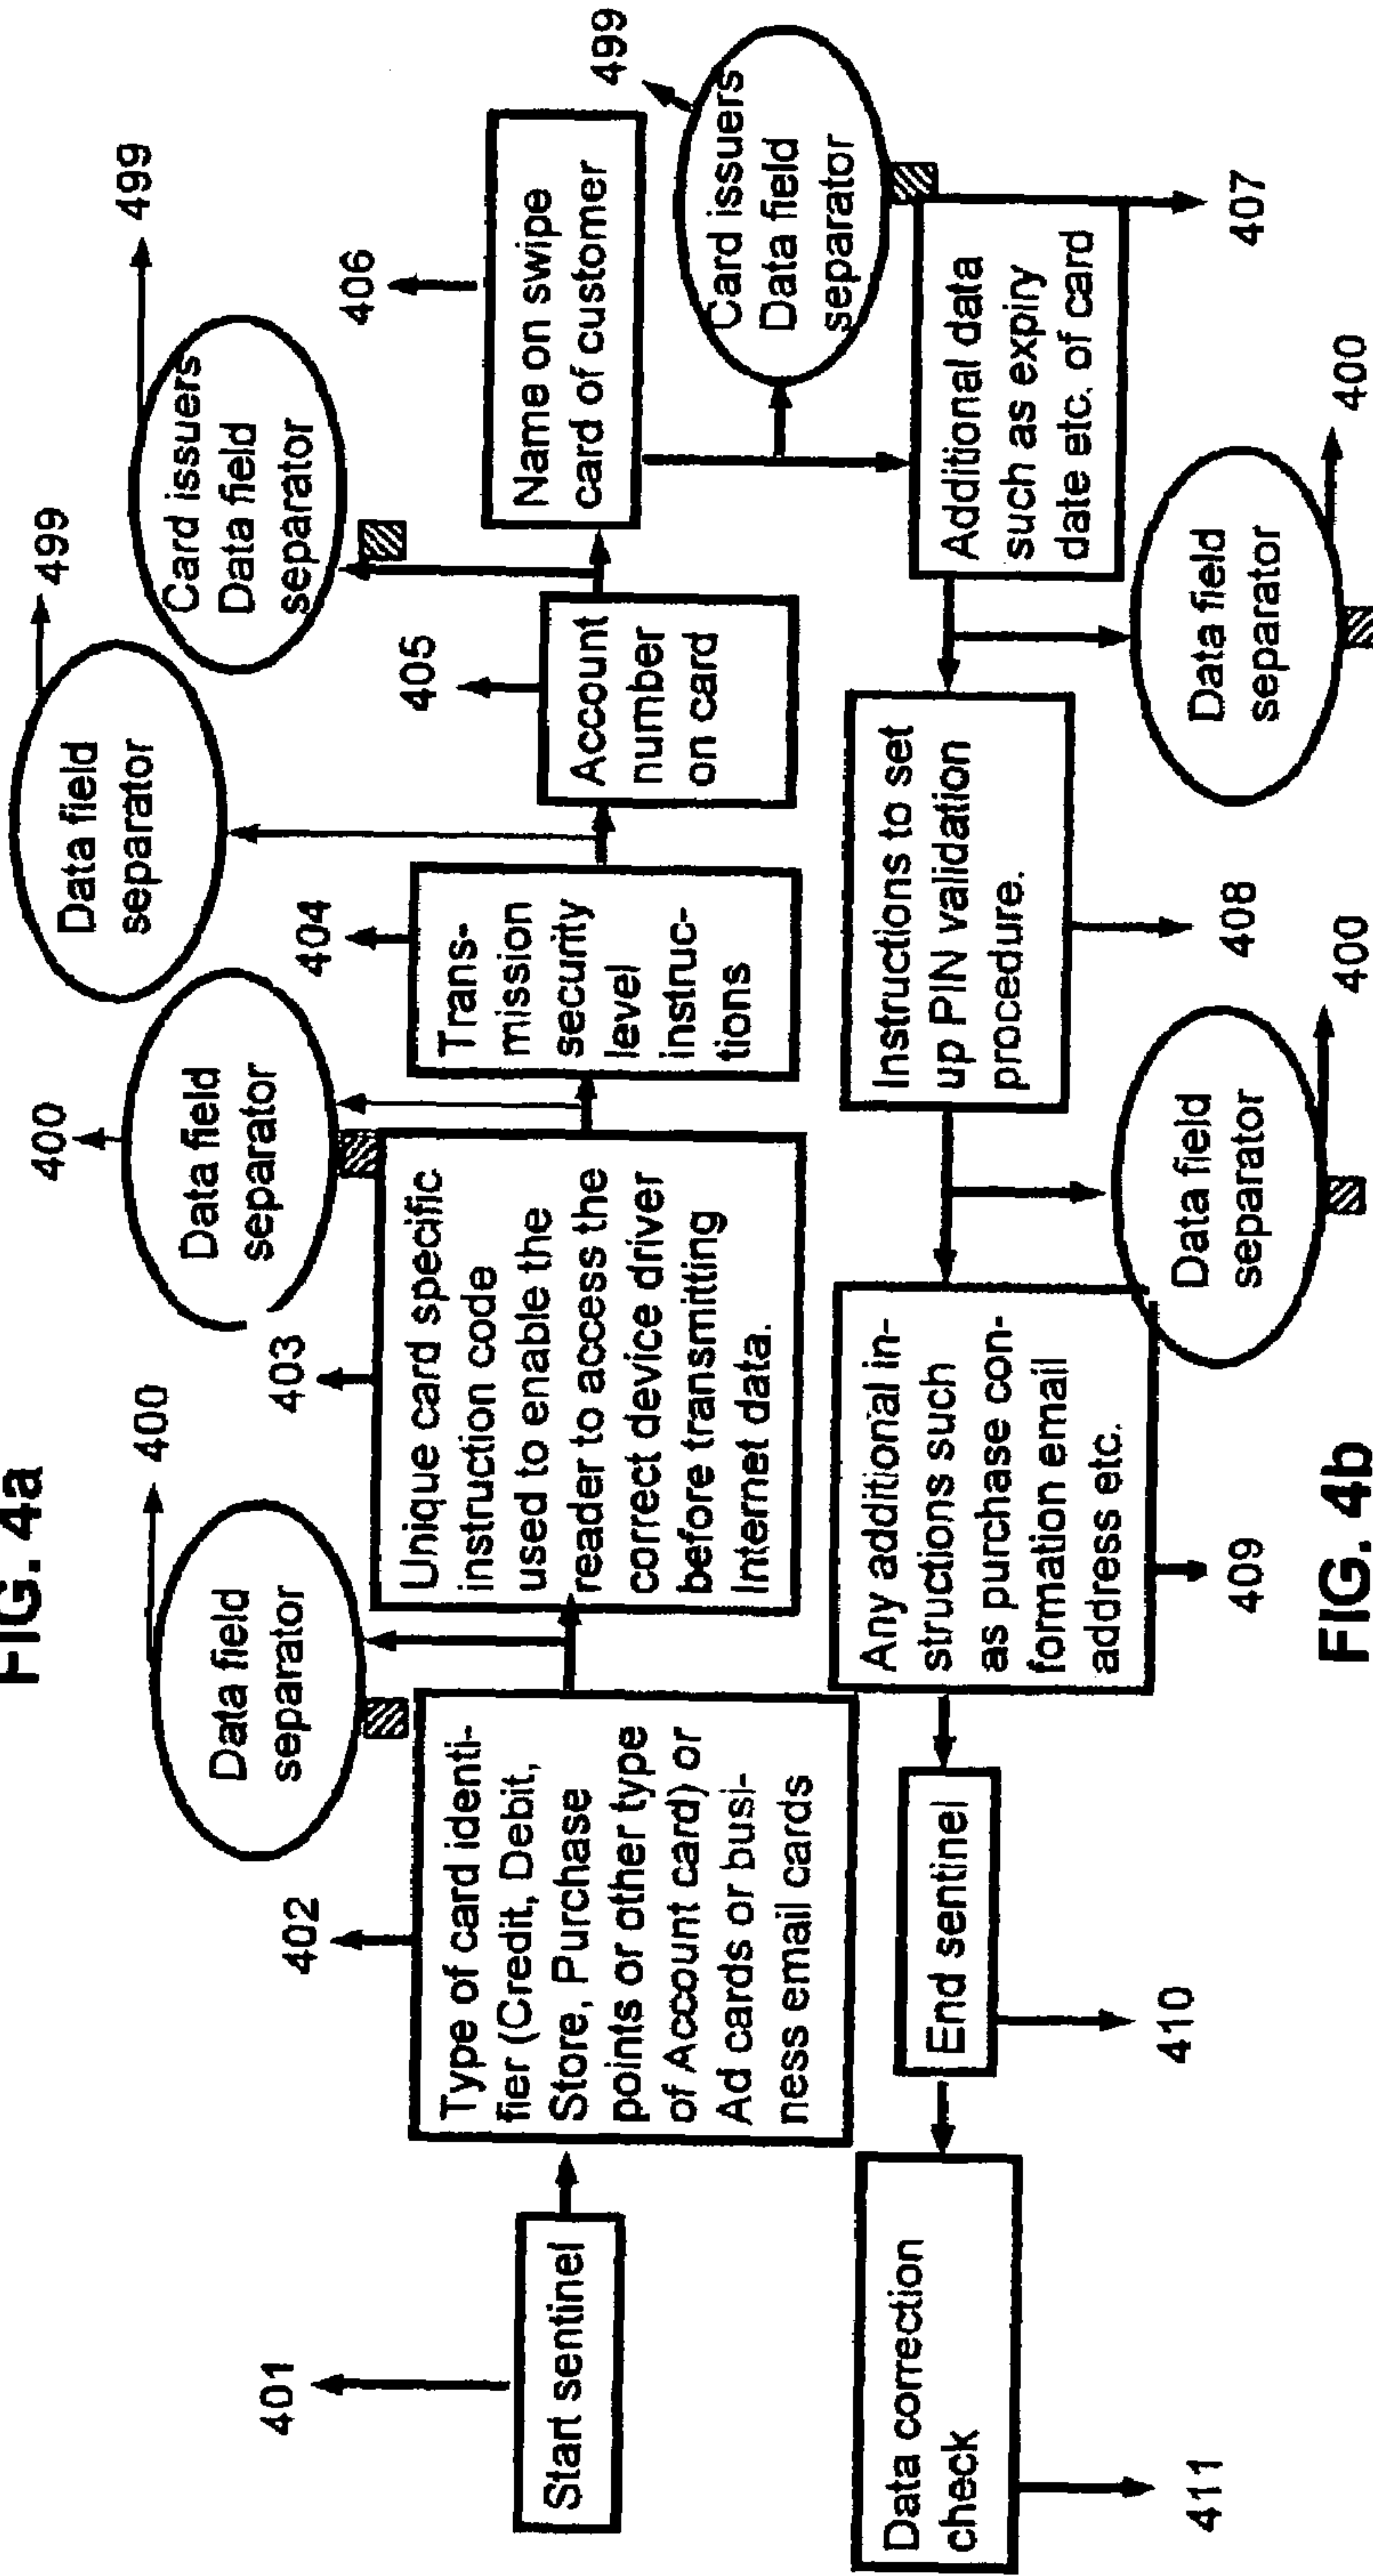 FIG. 4a
401
Start sentinel
402
Type of card identi-
fier (Credit, Debit,
Store, Purchase
points or other type
of Account card) or
Ad cards or busi-
ness email cards
400
Data field
separator
403
Unique card specific
instruction code
used to enable the
reader to access the
correct device driver
before transmitting
Internet data.
400
Data field
separator
404
Trans-
mission
security
level
instruc-
tions
499
Data field
separator
405
Account
number
on card
499
Card issuers
Data field
separator
406
Name on swipe
card of customer
499
Card issuers
Data field
separator
Additional data
such as expiry
date etc. of card
407
Data field
separator
400
Instructions to set
up PIN validation
procedure.
408
Data field
separator
400
Any additional in-
structions such
as purchase con-
formation email
address etc.
409
End sentinel
410
Data correction
check
411
FIG. 4b